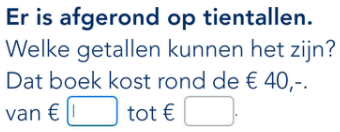 Er is afgerond op tientallen.
Welke getallen kunnen het zijn?
Dat boek kost rond de € 40,-.
van € tot € .